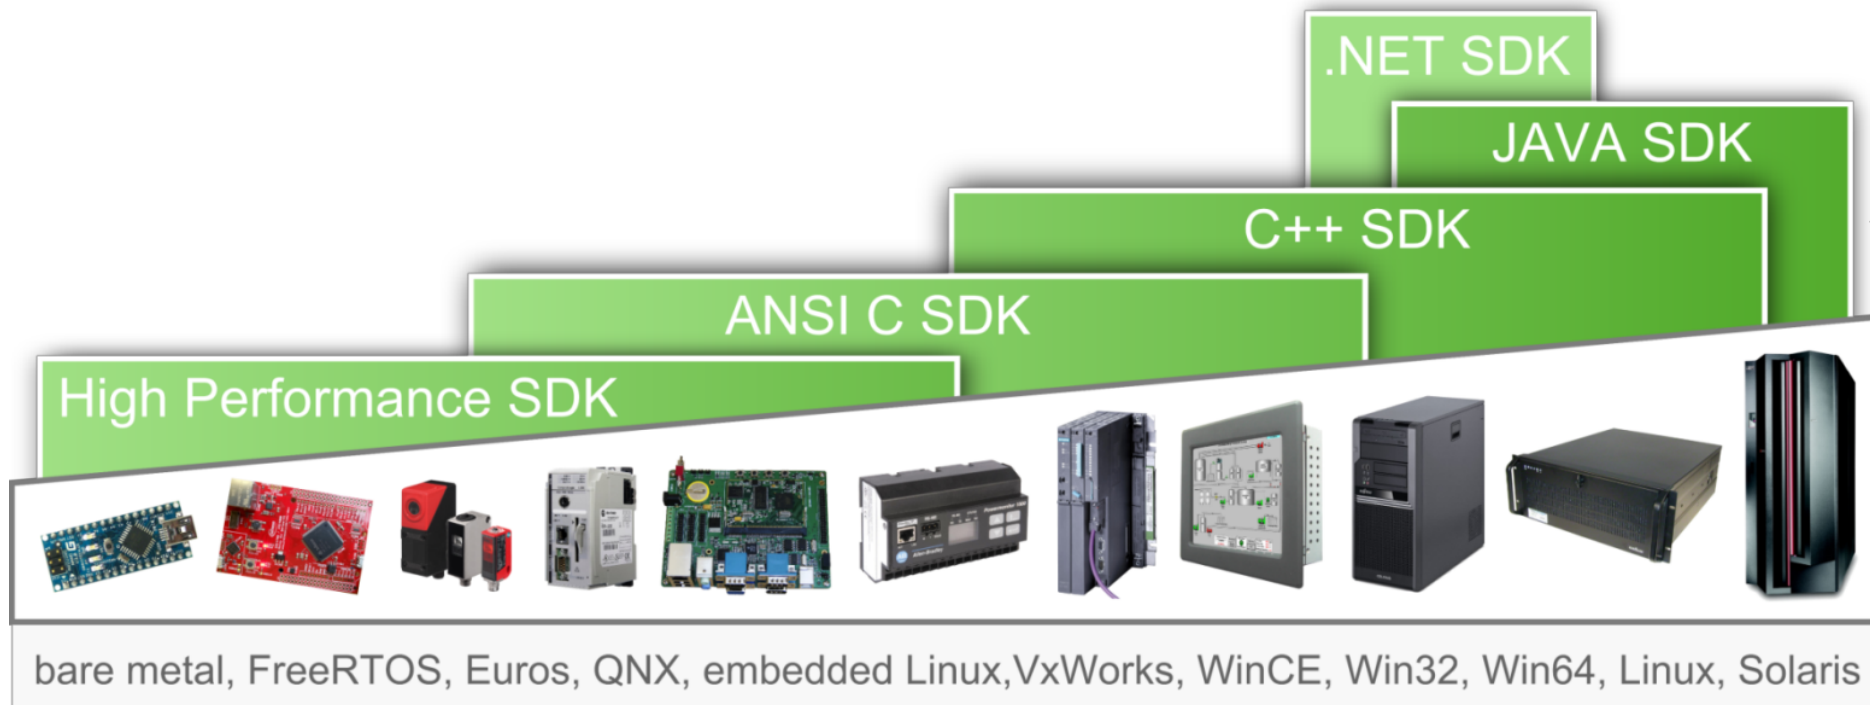 .NET SDK
JAVA SDK
C++ SDK
ANSI C SDK
High Performance SDK
bare metal, FreeRTOS, Euros, QNX, embedded Linux,VxWorks, WinCE, Win32, Win64, Linux, Solaris